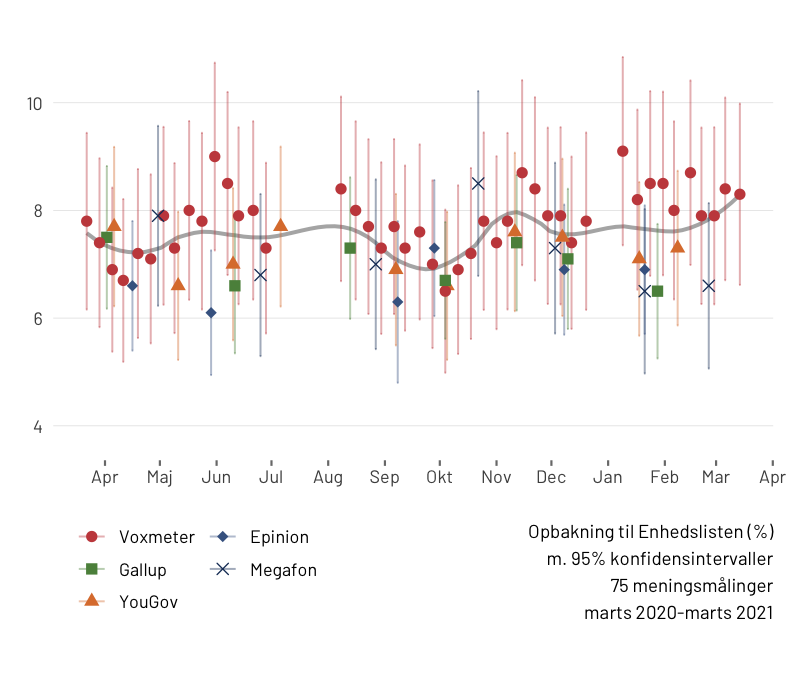 10
8
6
4
Apr Maj Jun Jul Aug Sep Okt Nov Dec Jan Feb Mar Apr
Voxmeter Epinion
Gallup Megafon
YouGov
Opbakning til Enhedslisten (%)
m. 95% konfidensintervaller
75 meningsmålinger
marts 2020-marts 2021